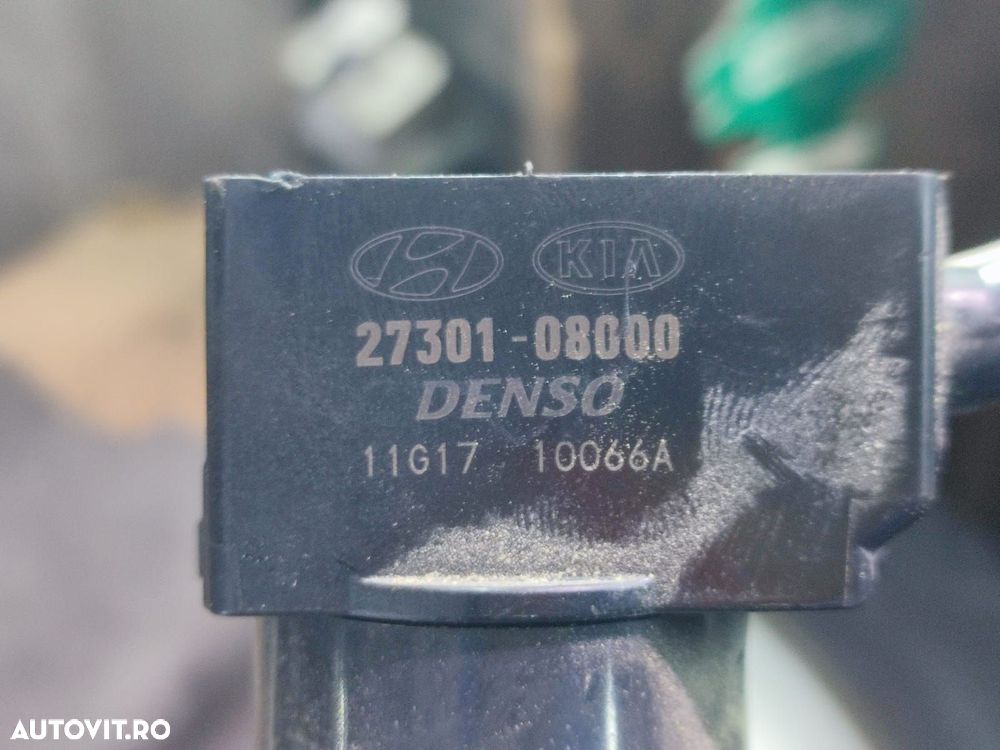 KIA
27301-08000
DENSO
11G17 10066A
AUTOVIT.RO